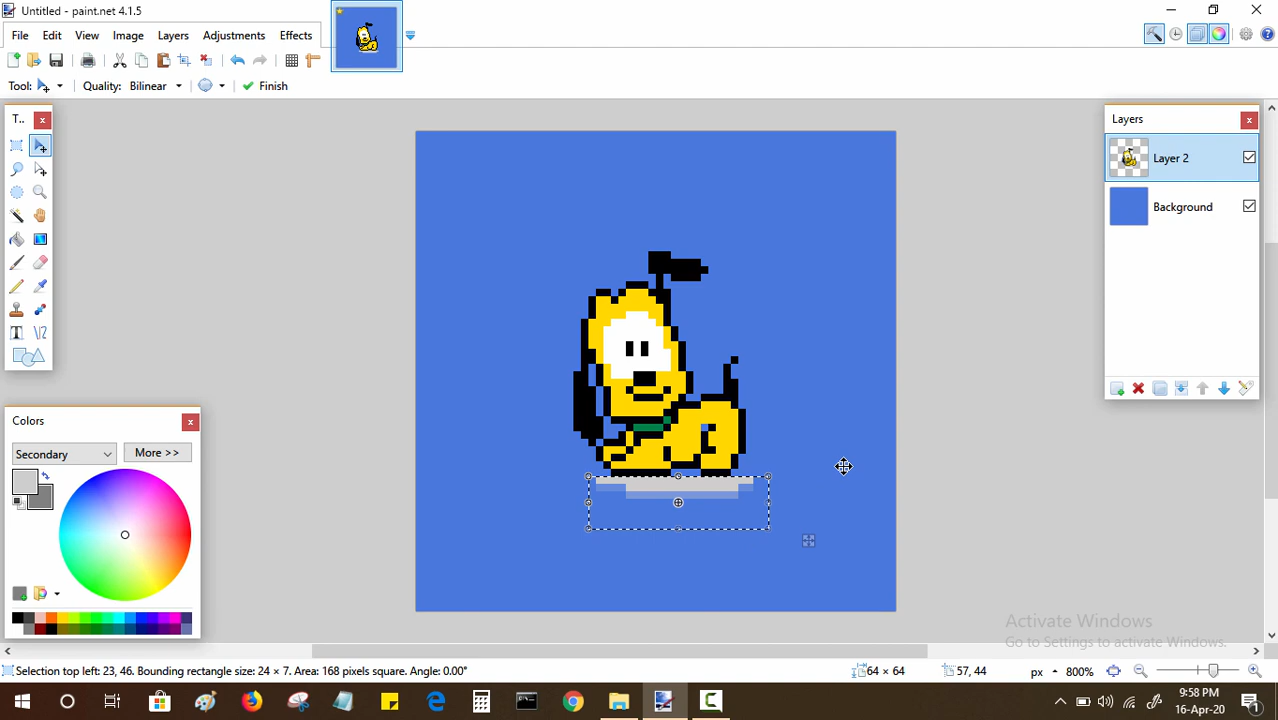 Untitled - paint.net 4.1.5
File Edit View Image Layers Adjustments Effects
Tool: Quality: Bilinear Finish
T..
Layers
Layer 2
Background
Colors
Secondary More >>
Activate Windows
Go to Settings to activate Windows.
Selection top left: 23, 46. Bounding rectangle size: 24 × 7. Area: 168 pixels square. Angle: 0.00° 64 × 64 57, 44 px 800%
9:58 PM
16-Apr-20
1